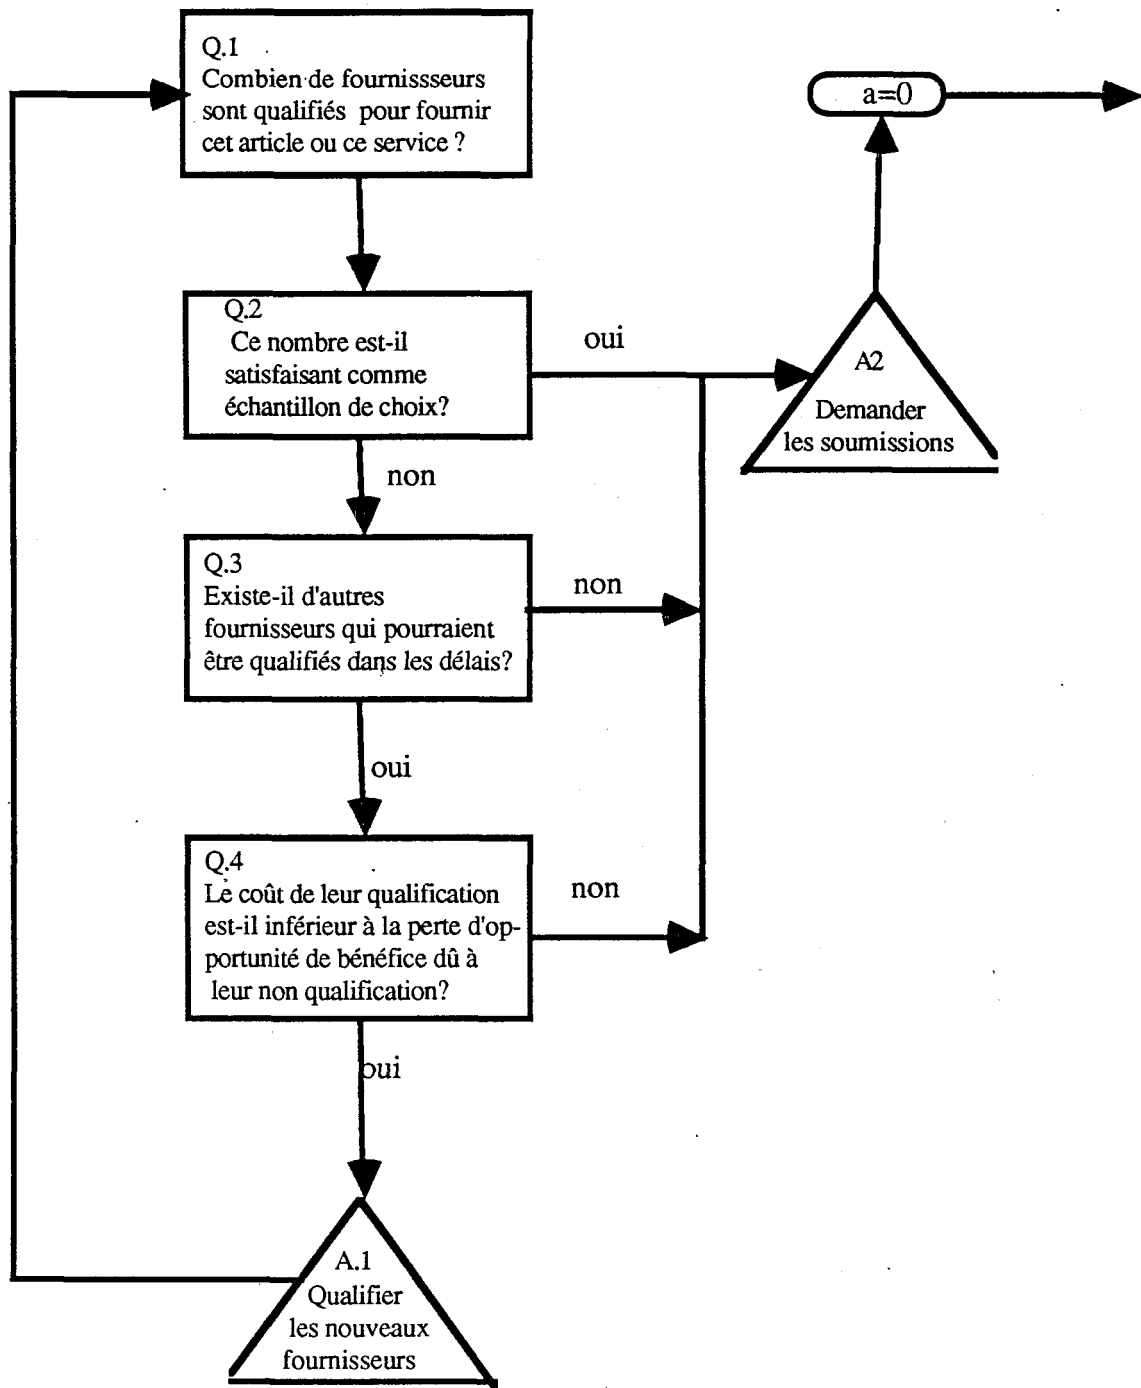 Q.1
Combien de fournissseurs
sont qualifiés pour fournir
cet article ou ce service ?
a=0
Q.2
Ce nombre est-il
satisfaisant comme
échantillon de choix?
oui
A2
Demander
les soumissions
non
Q.3
Existe-il d'autres
fournisseurs qui pourraient
être qualifiés dans les délais?
non
oui
Q.4
Le coût de leur qualification
est-il inférieur à la perte d'op-
portunité de bénéfice dû à
leur non qualification?
non
oui
A.1
Qualifier
les nouveaux
fournisseurs